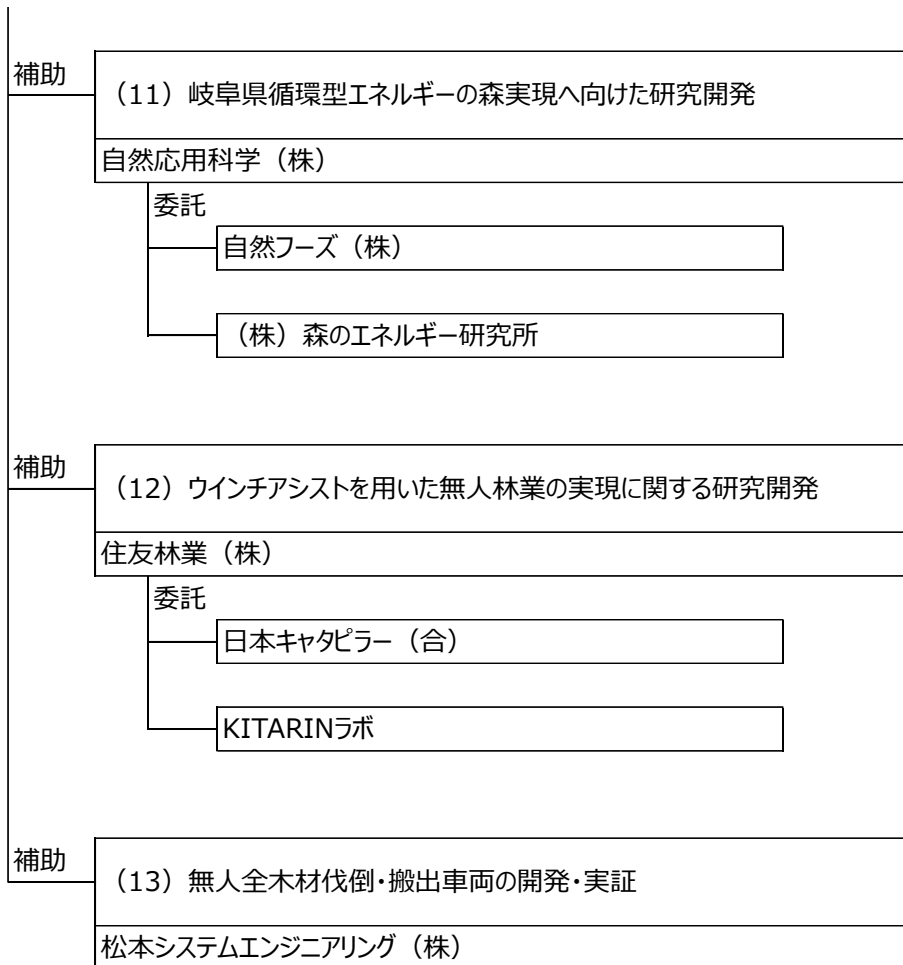 補助
（11）岐阜県循環型エネルギーの森実現へ向けた研究開発
自然応用科学（株）
委託
自然フーズ（株）
（株）森のエネルギー研究所
補助
（12）ウインチアシストを用いた無人林業の実現に関する研究開発
住友林業（株）
委託
日本キャタピラー（合）
KITARINラボ
補助
（13）無人全木材伐倒・搬出車両の開発・実証
松本システムエンジニアリング（株）